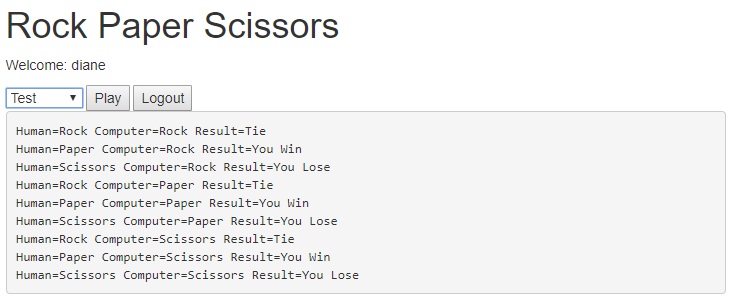 Rock Paper Scissors
Welcome: diane
Test Play Logout
Human=Rock Computer=Rock Result=Tie
Human=Paper Computer=Rock Result=You Win
Human=Scissors Computer=Rock Result=You Lose
Human=Rock Computer=Paper Result=Tie
Human=Paper Computer=Paper Result=You Win
Human=Scissors Computer=Paper Result=You Lose
Human=Rock Computer=Scissors Result=Tie
Human=Paper Computer=Scissors Result=You Win
Human=Scissors Computer=Scissors Result=You Lose